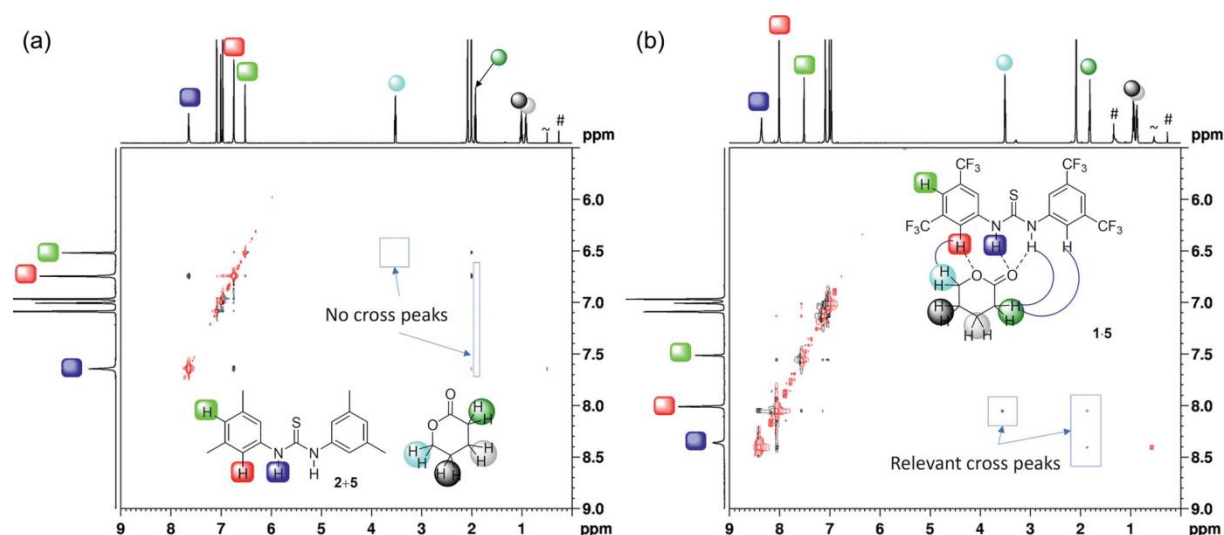 (a)
~
#
ppm
6.0
6.5
7.0
7.5
8.0
8.5
9.0
No cross peaks
H
S
N
H
N
H
H
O
O
H
H
H
H
H
H
H
H
2+5
9
8
7
6
5
4
3
2
1
ppm
(b)
#
~
#
ppm
6.0
6.5
7.0
7.5
8.0
8.5
9.0
CF3
CF3
H
S
F3C
N
N
CF3
H
H
H
H
H
H
O
O
H
H
H
H
H
H
1·5
Relevant cross peaks
9
8
7
6
5
4
3
2
1
ppm